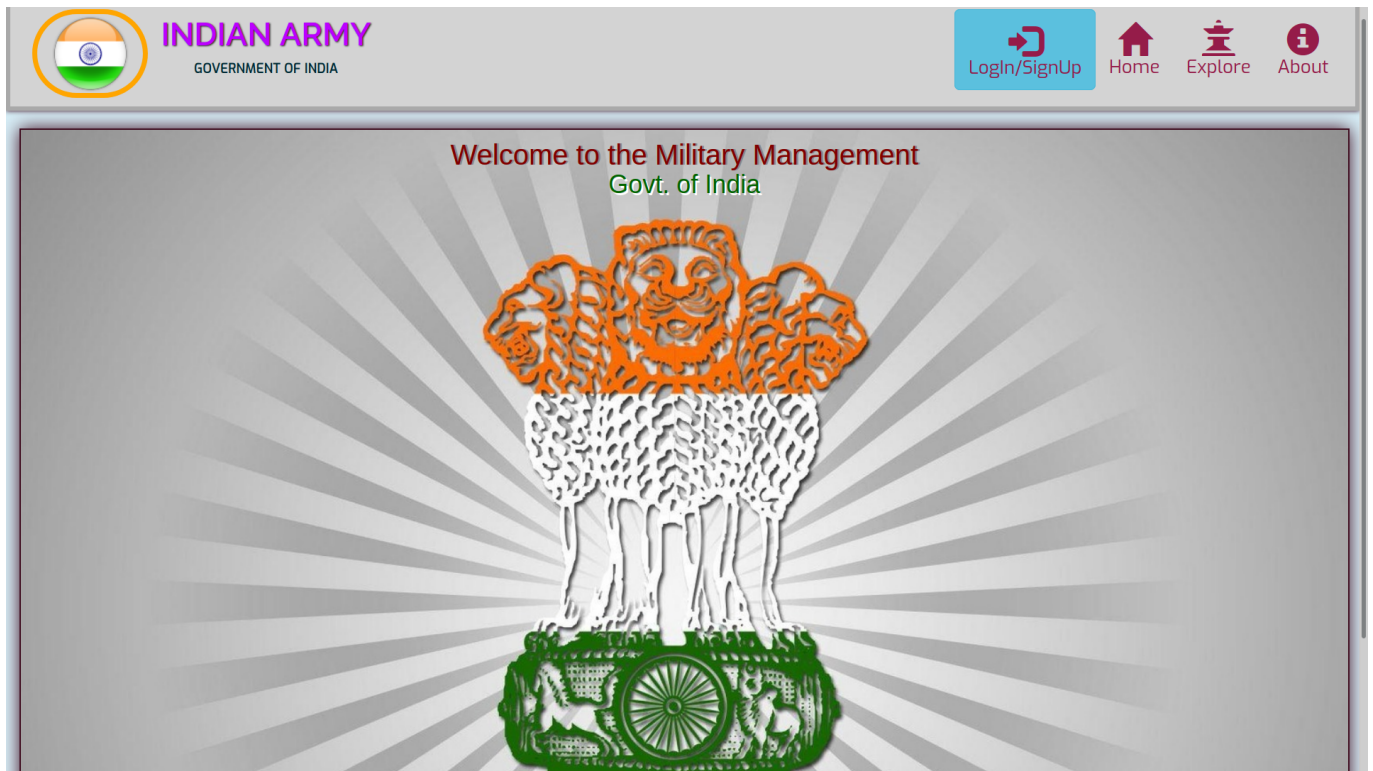 INDIAN ARMY
GOVERNMENT OF INDIA
LogIn/SignUp
Home
Explore
About
Welcome to the Military Management
Govt. of India